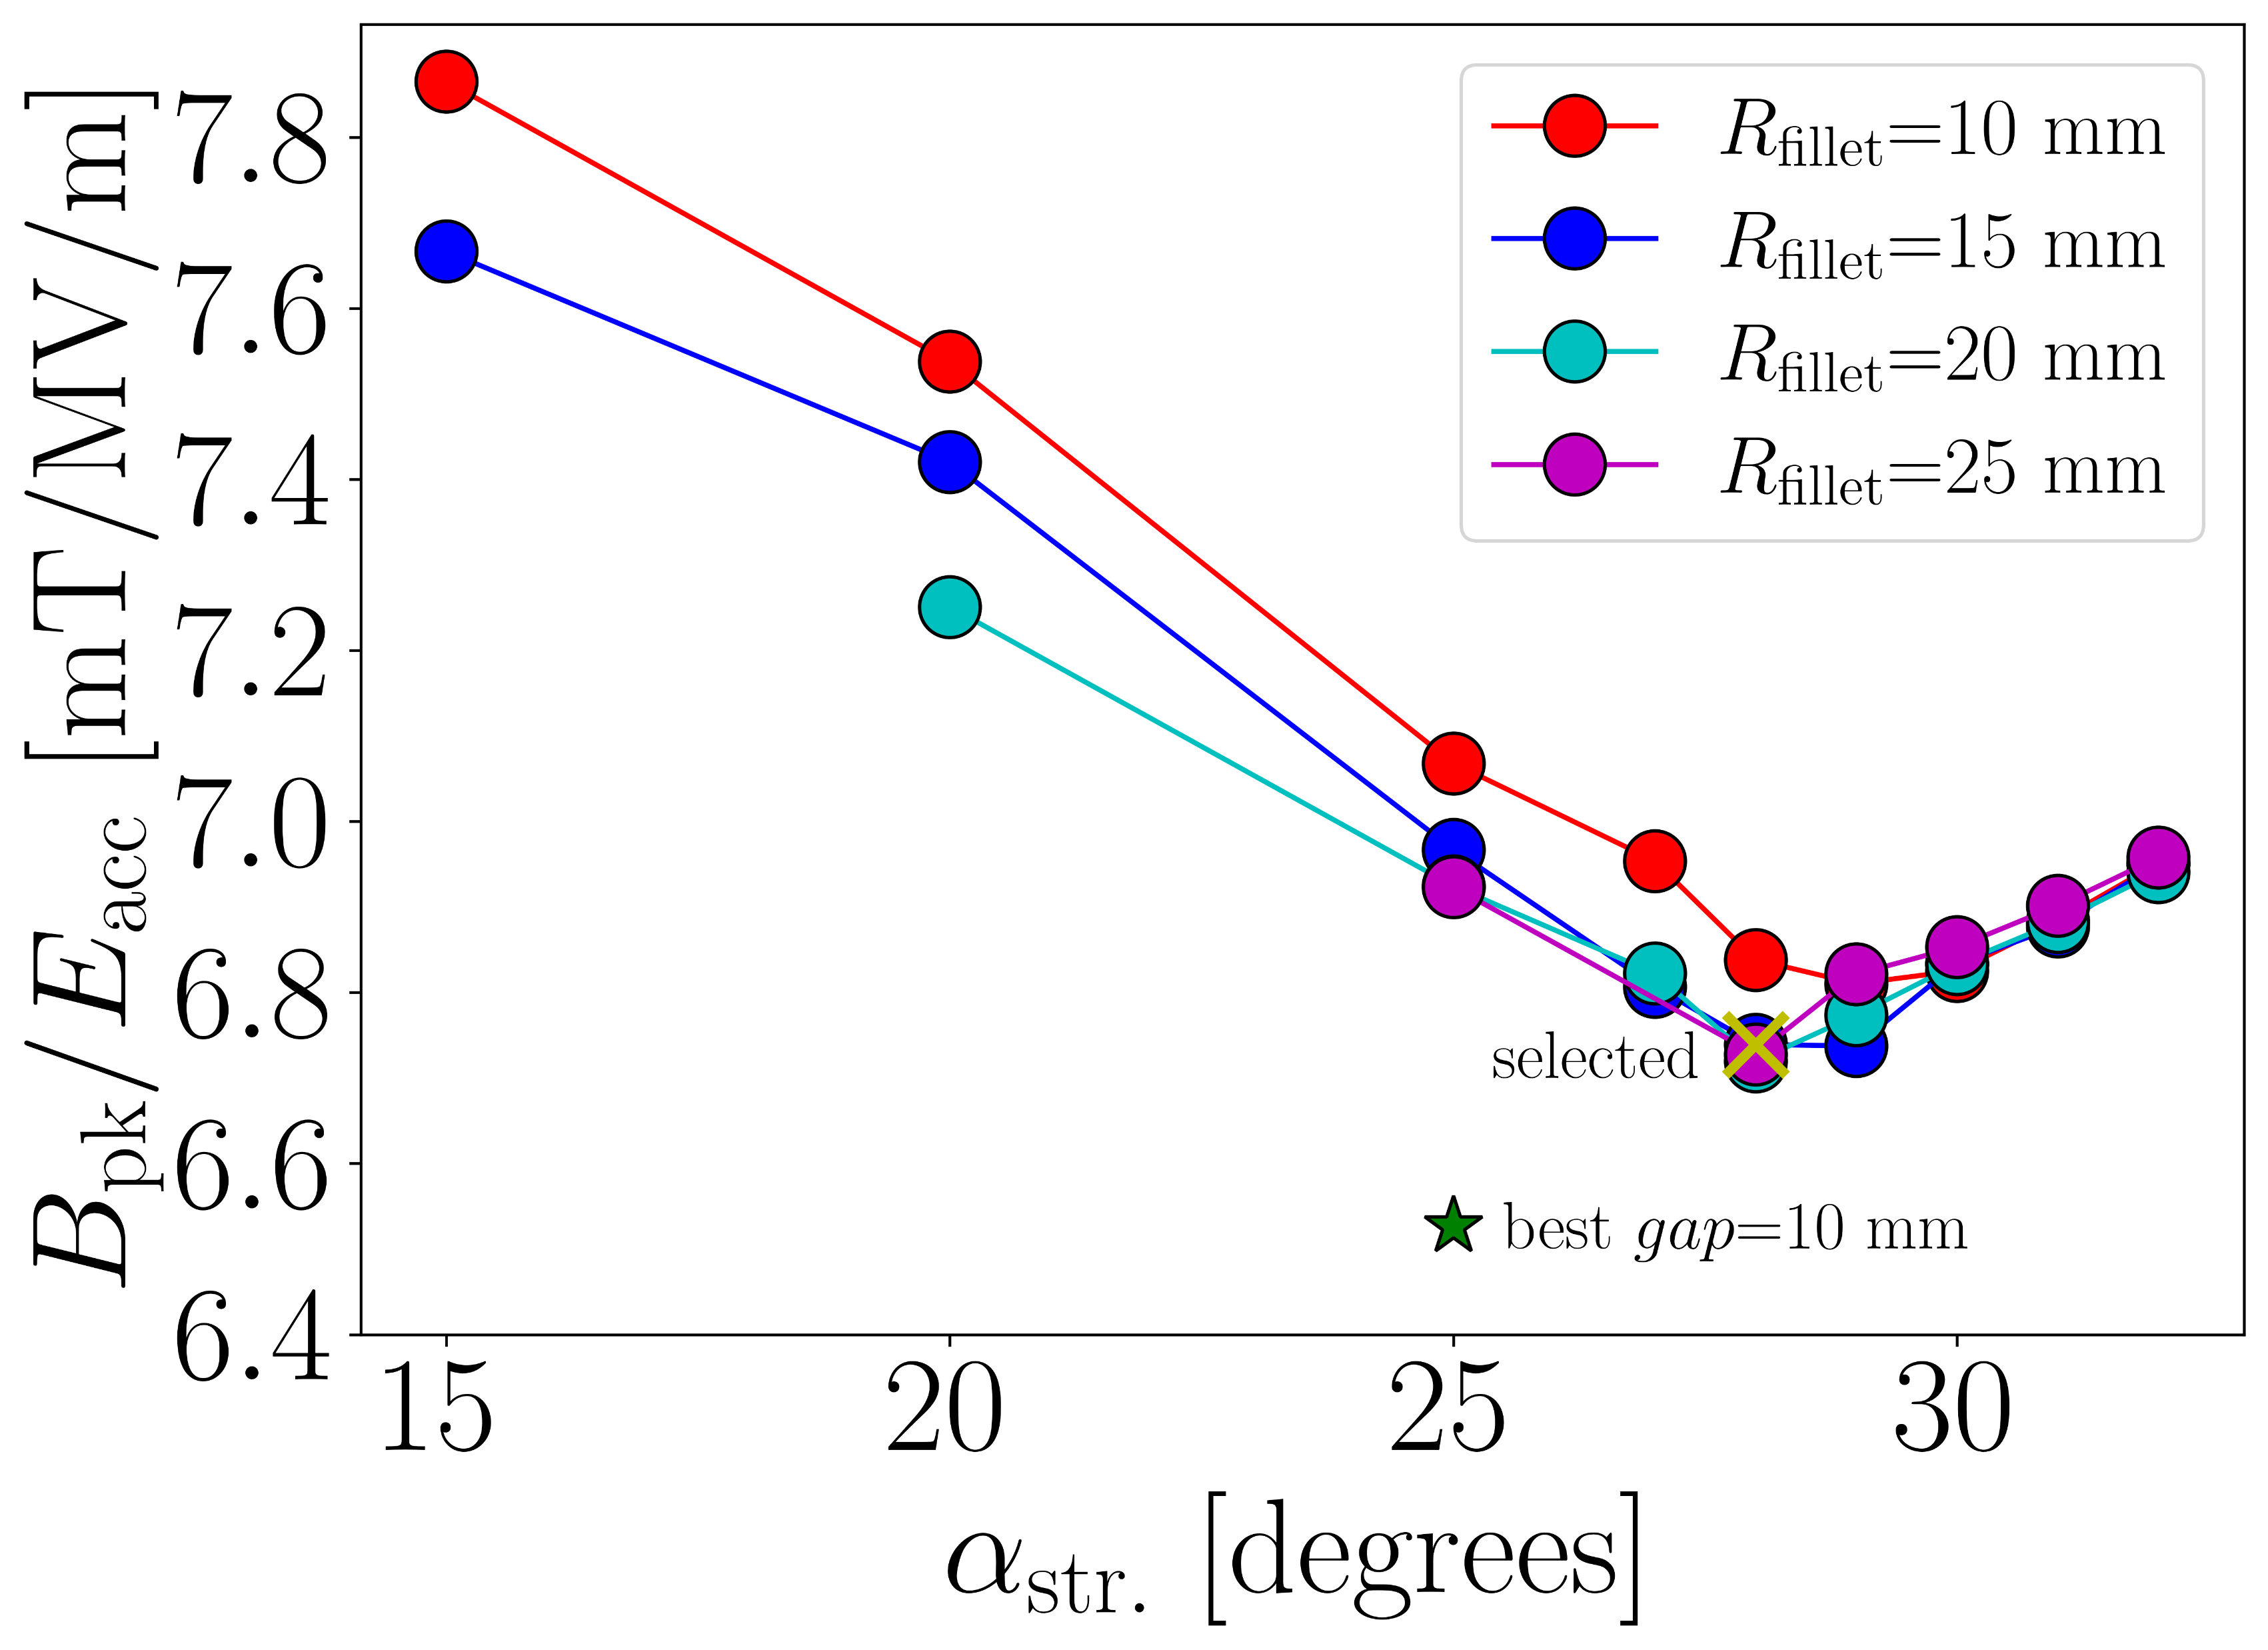 B_pk / E_acc [mT/MV/m]
7.8
7.6
7.4
7.2
7.0
6.8
6.6
6.4
R_fillet=10 mm
R_fillet=15 mm
R_fillet=20 mm
R_fillet=25 mm
selected
best gap=10 mm
15 20 25 30
α_str. [degrees]